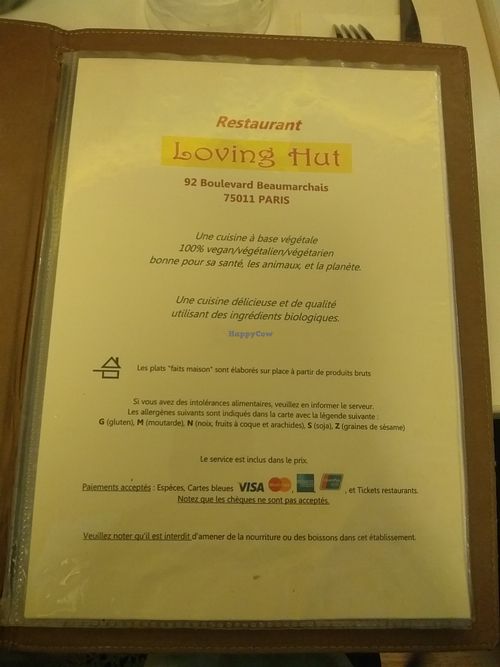 Restaurant
Loving Hut
92 Boulevard Beaumarchais
75011 PARIS
Une cuisine à base végétale
100% vegan/végétalien/végétarien
bonne pour sa santé, les animaux, et la planète.
Une cuisine délicieuse et de qualité
utilisant des ingrédients biologiques.
HappyCow
Les plats "faits maison" sont élaborés sur place à partir de produits bruts
Si vous avez des intolérances alimentaires, veuillez en informer le serveur.
Les allergènes suivants sont indiqués dans la carte avec la légende suivante :
G (gluten), M (moutarde), N (noix, fruits à coque et arachides), S (soja), Z (graines de sésame)
Le service est inclus dans le prix.
Paiements acceptés : Espèces, Cartes bleues VISA , , et Tickets restaurants.
Notez que les chèques ne sont pas acceptés.
Veuillez noter qu'il est interdit d'amener de la nourriture ou des boissons dans cet établissement.